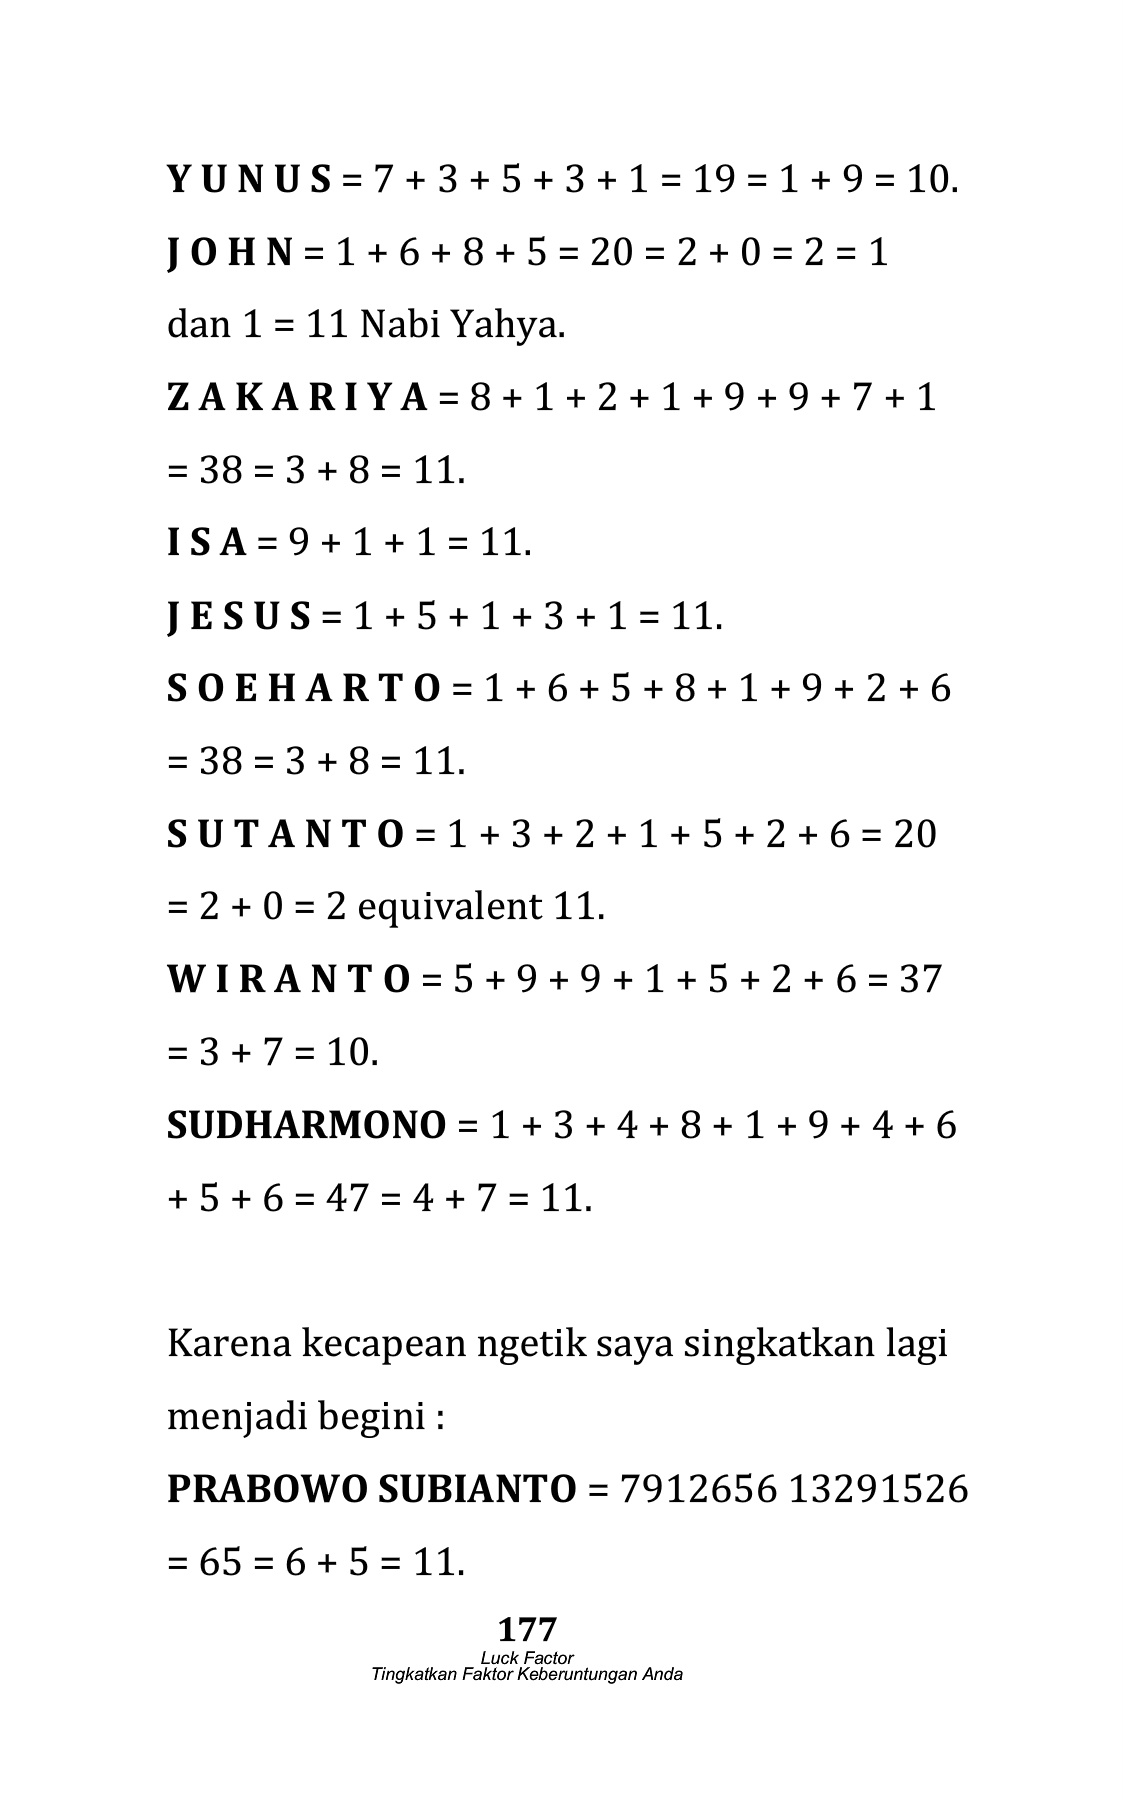 Y U N U S = 7 + 3 + 5 + 3 + 1 = 19 = 1 + 9 = 10.
J O H N = 1 + 6 + 8 + 5 = 20 = 2 + 0 = 2 = 1
dan 1 = 11 Nabi Yahya.
Z A K A R I Y A = 8 + 1 + 2 + 1 + 9 + 9 + 7 + 1
= 38 = 3 + 8 = 11.
I S A = 9 + 1 + 1 = 11.
J E S U S = 1 + 5 + 1 + 3 + 1 = 11.
S O E H A R T O = 1 + 6 + 5 + 8 + 1 + 9 + 2 + 6
= 38 = 3 + 8 = 11.
S U T A N T O = 1 + 3 + 2 + 1 + 5 + 2 + 6 = 20
= 2 + 0 = 2 equivalent 11.
W I R A N T O = 5 + 9 + 9 + 1 + 5 + 2 + 6 = 37
= 3 + 7 = 10.
SUDHARMONO = 1 + 3 + 4 + 8 + 1 + 9 + 4 + 6
+ 5 + 6 = 47 = 4 + 7 = 11.
Karena kecapean ngetik saya singkatkan lagi
menjadi begini :
PRABOWO SUBIANTO = 7912656 13291526
= 65 = 6 + 5 = 11.
177
Luck Factor
Tingkatkan Faktor Keberuntungan Anda